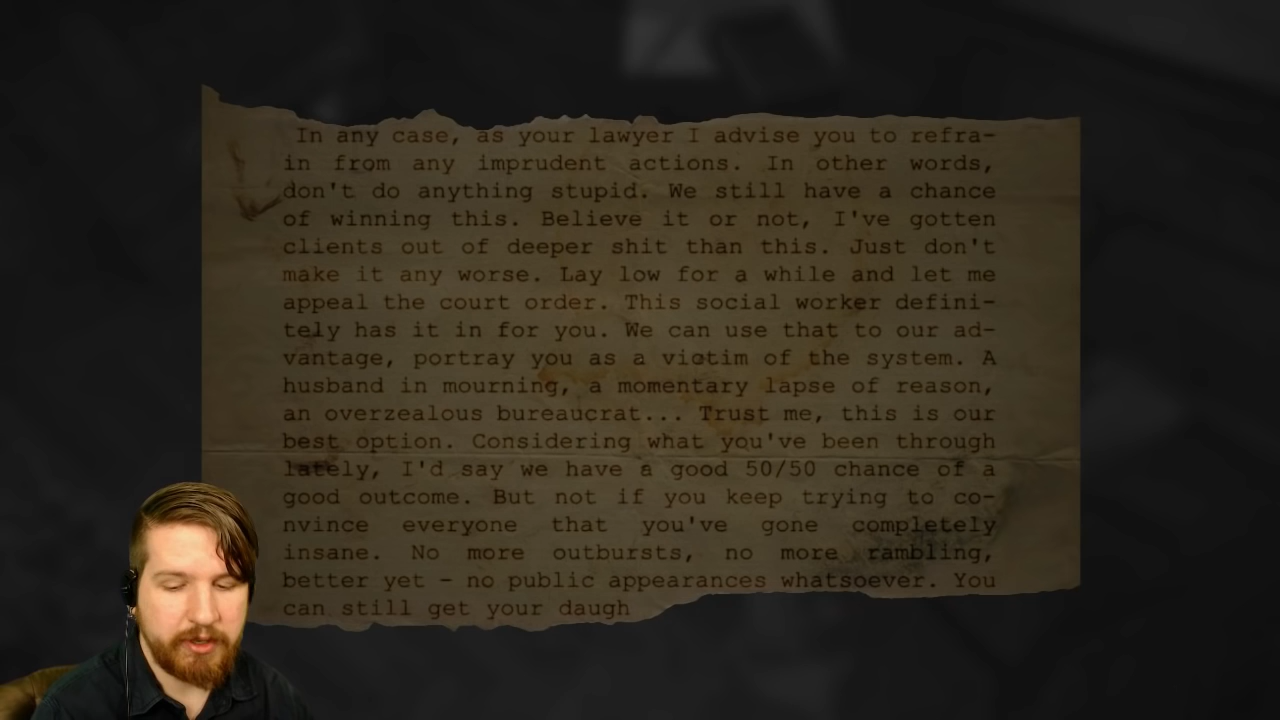 In any case, as your lawyer I advise you to refra-
in from any imprudent actions. In other words,
don't do anything stupid. We still have a chance
of winning this. Believe it or not, I've gotten
clients out of deeper shit than this. Just don't
make it any worse. Lay low for a while and let me
appeal the court order. This social worker defini-
tely has it in for you. We can use that to our ad-
vantage, portray you as a victim of the system. A
husband in mourning, a momentary lapse of reason,
an overzealous bureaucrat... Trust me, this is our
best option. Considering what you've been through
lately, I'd say we have a good 50/50 chance of a
good outcome. But not if you keep trying to co-
nvince everyone that you've gone completely
insane. No more outbursts, no more rambling,
better yet – no public appearances whatsoever. You
can still get your daugh